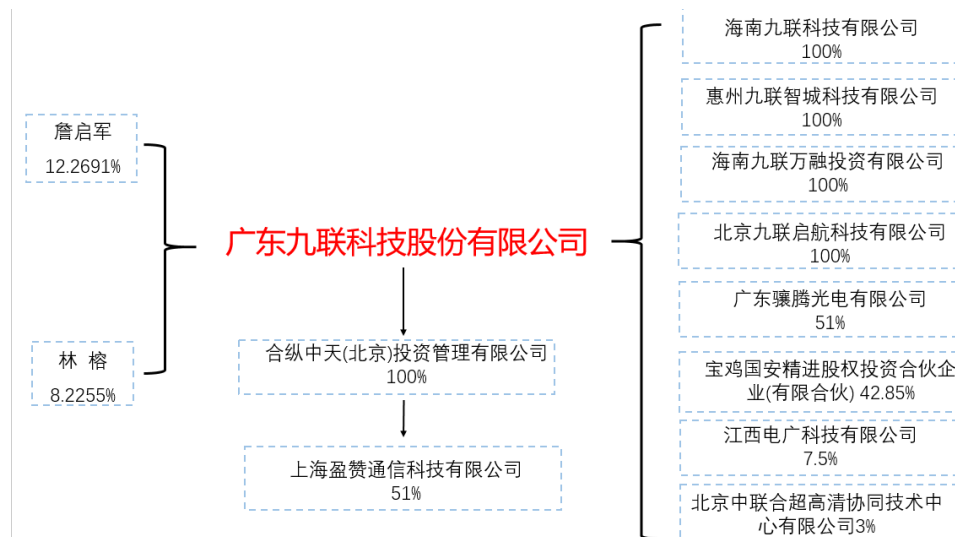 詹启军
12.2691%
林 榕
8.2255%
广东九联科技股份有限公司
合纵中天(北京)投资管理有限公司
100%
上海盈赞通信科技有限公司
51%
海南九联科技有限公司
100%
惠州九联智城科技有限公司
100%
海南九联万融投资有限公司
100%
北京九联启航科技有限公司
100%
广东骧腾光电有限公司
51%
宝鸡国安精进股权投资合伙企
业(有限合伙) 42.85%
江西电广科技有限公司
7.5%
北京中联合超高清协同技术中
心有限公司3%